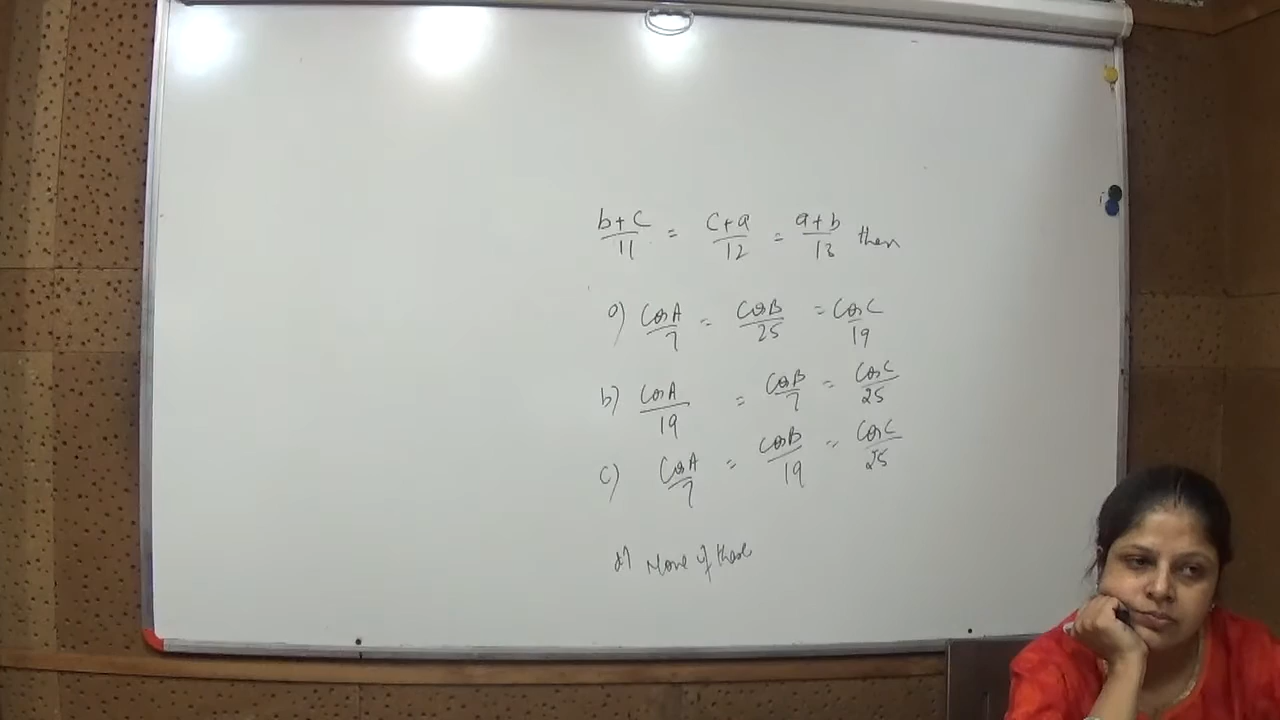 b+c/11 = c+a/12 = a+b/13 then
a) cosA/7 = cosB/25 = cosC/19
b) cosA/19 = cosB/7 = cosC/25
c) cosA/7 = cosB/19 = cosC/25
d) None of these